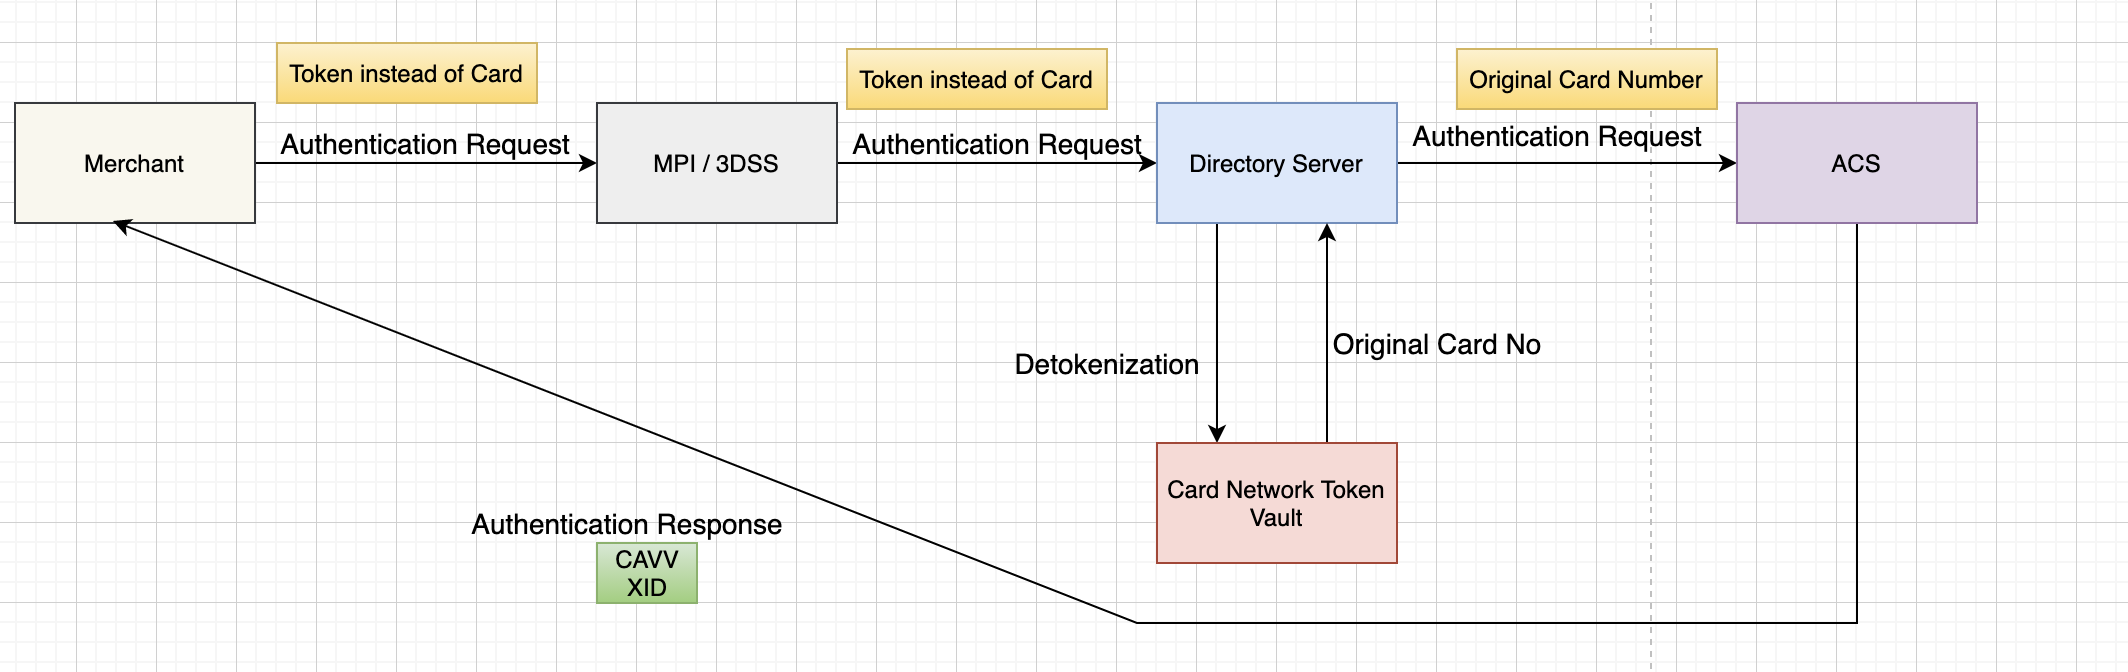 Token instead of Card
Token instead of Card
Original Card Number
Merchant
Authentication Request
MPI / 3DSS
Authentication Request
Directory Server
Authentication Request
ACS
Detokenization
Original Card No
Card Network Token
Vault
Authentication Response
CAVV
XID